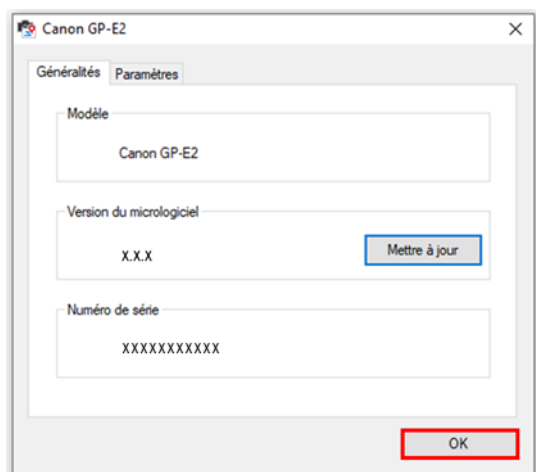 Canon GP-E2
Généralités Paramètres
Modèle
Canon GP-E2
Version du micrologiciel
X.X.X
Mettre à jour
Numéro de série
XXXXXXXXXXX
OK